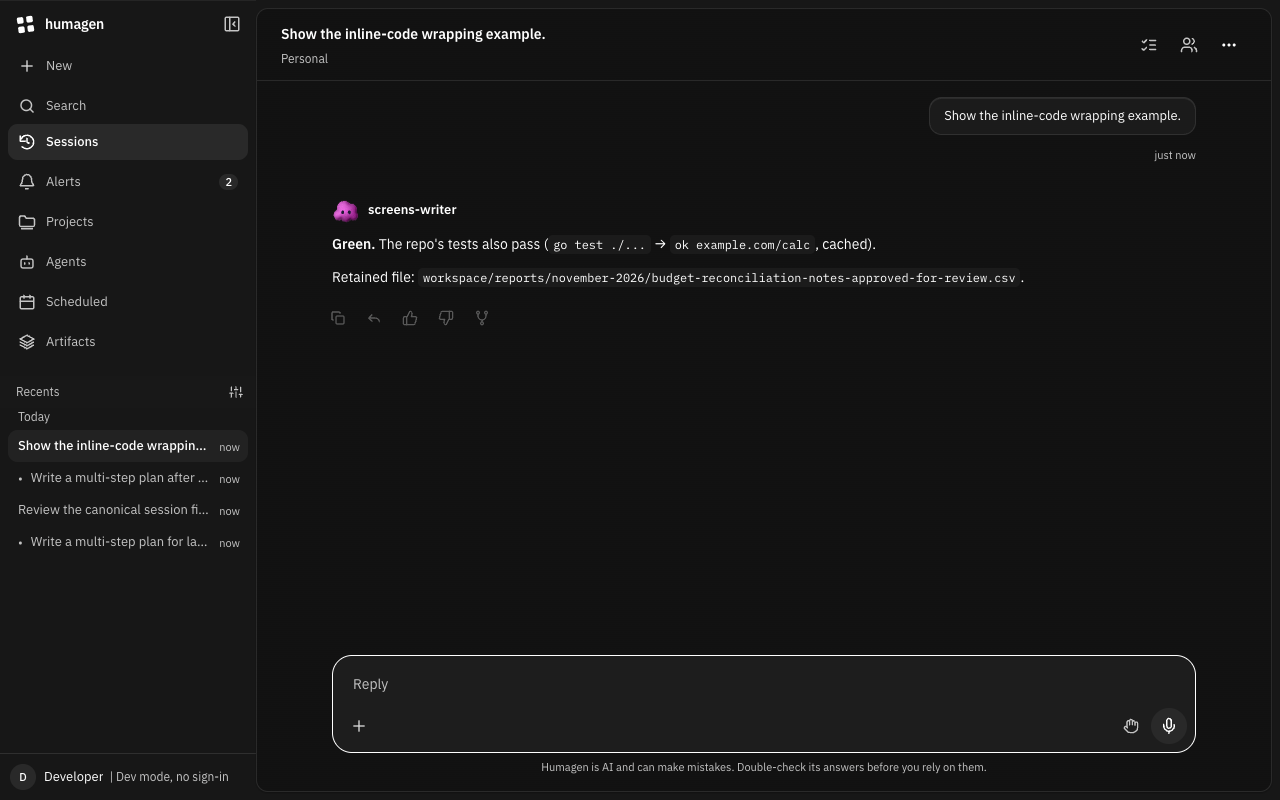 humagen
New
Search
Sessions
Alerts 2
Projects
Agents
Scheduled
Artifacts
Recents
Today
Show the inline-code wrappin... now
• Write a multi-step plan after ... now
Review the canonical session fi... now
• Write a multi-step plan for la... now
D Developer | Dev mode, no sign-in
Show the inline-code wrapping example.
Personal
Show the inline-code wrapping example.
just now
screens-writer
Green. The repo's tests also pass ( go test ./... → ok example.com/calc , cached).
Retained file: workspace/reports/november-2026/budget-reconciliation-notes-approved-for-review.csv .
Reply
Humagen is AI and can make mistakes. Double-check its answers before you rely on them.